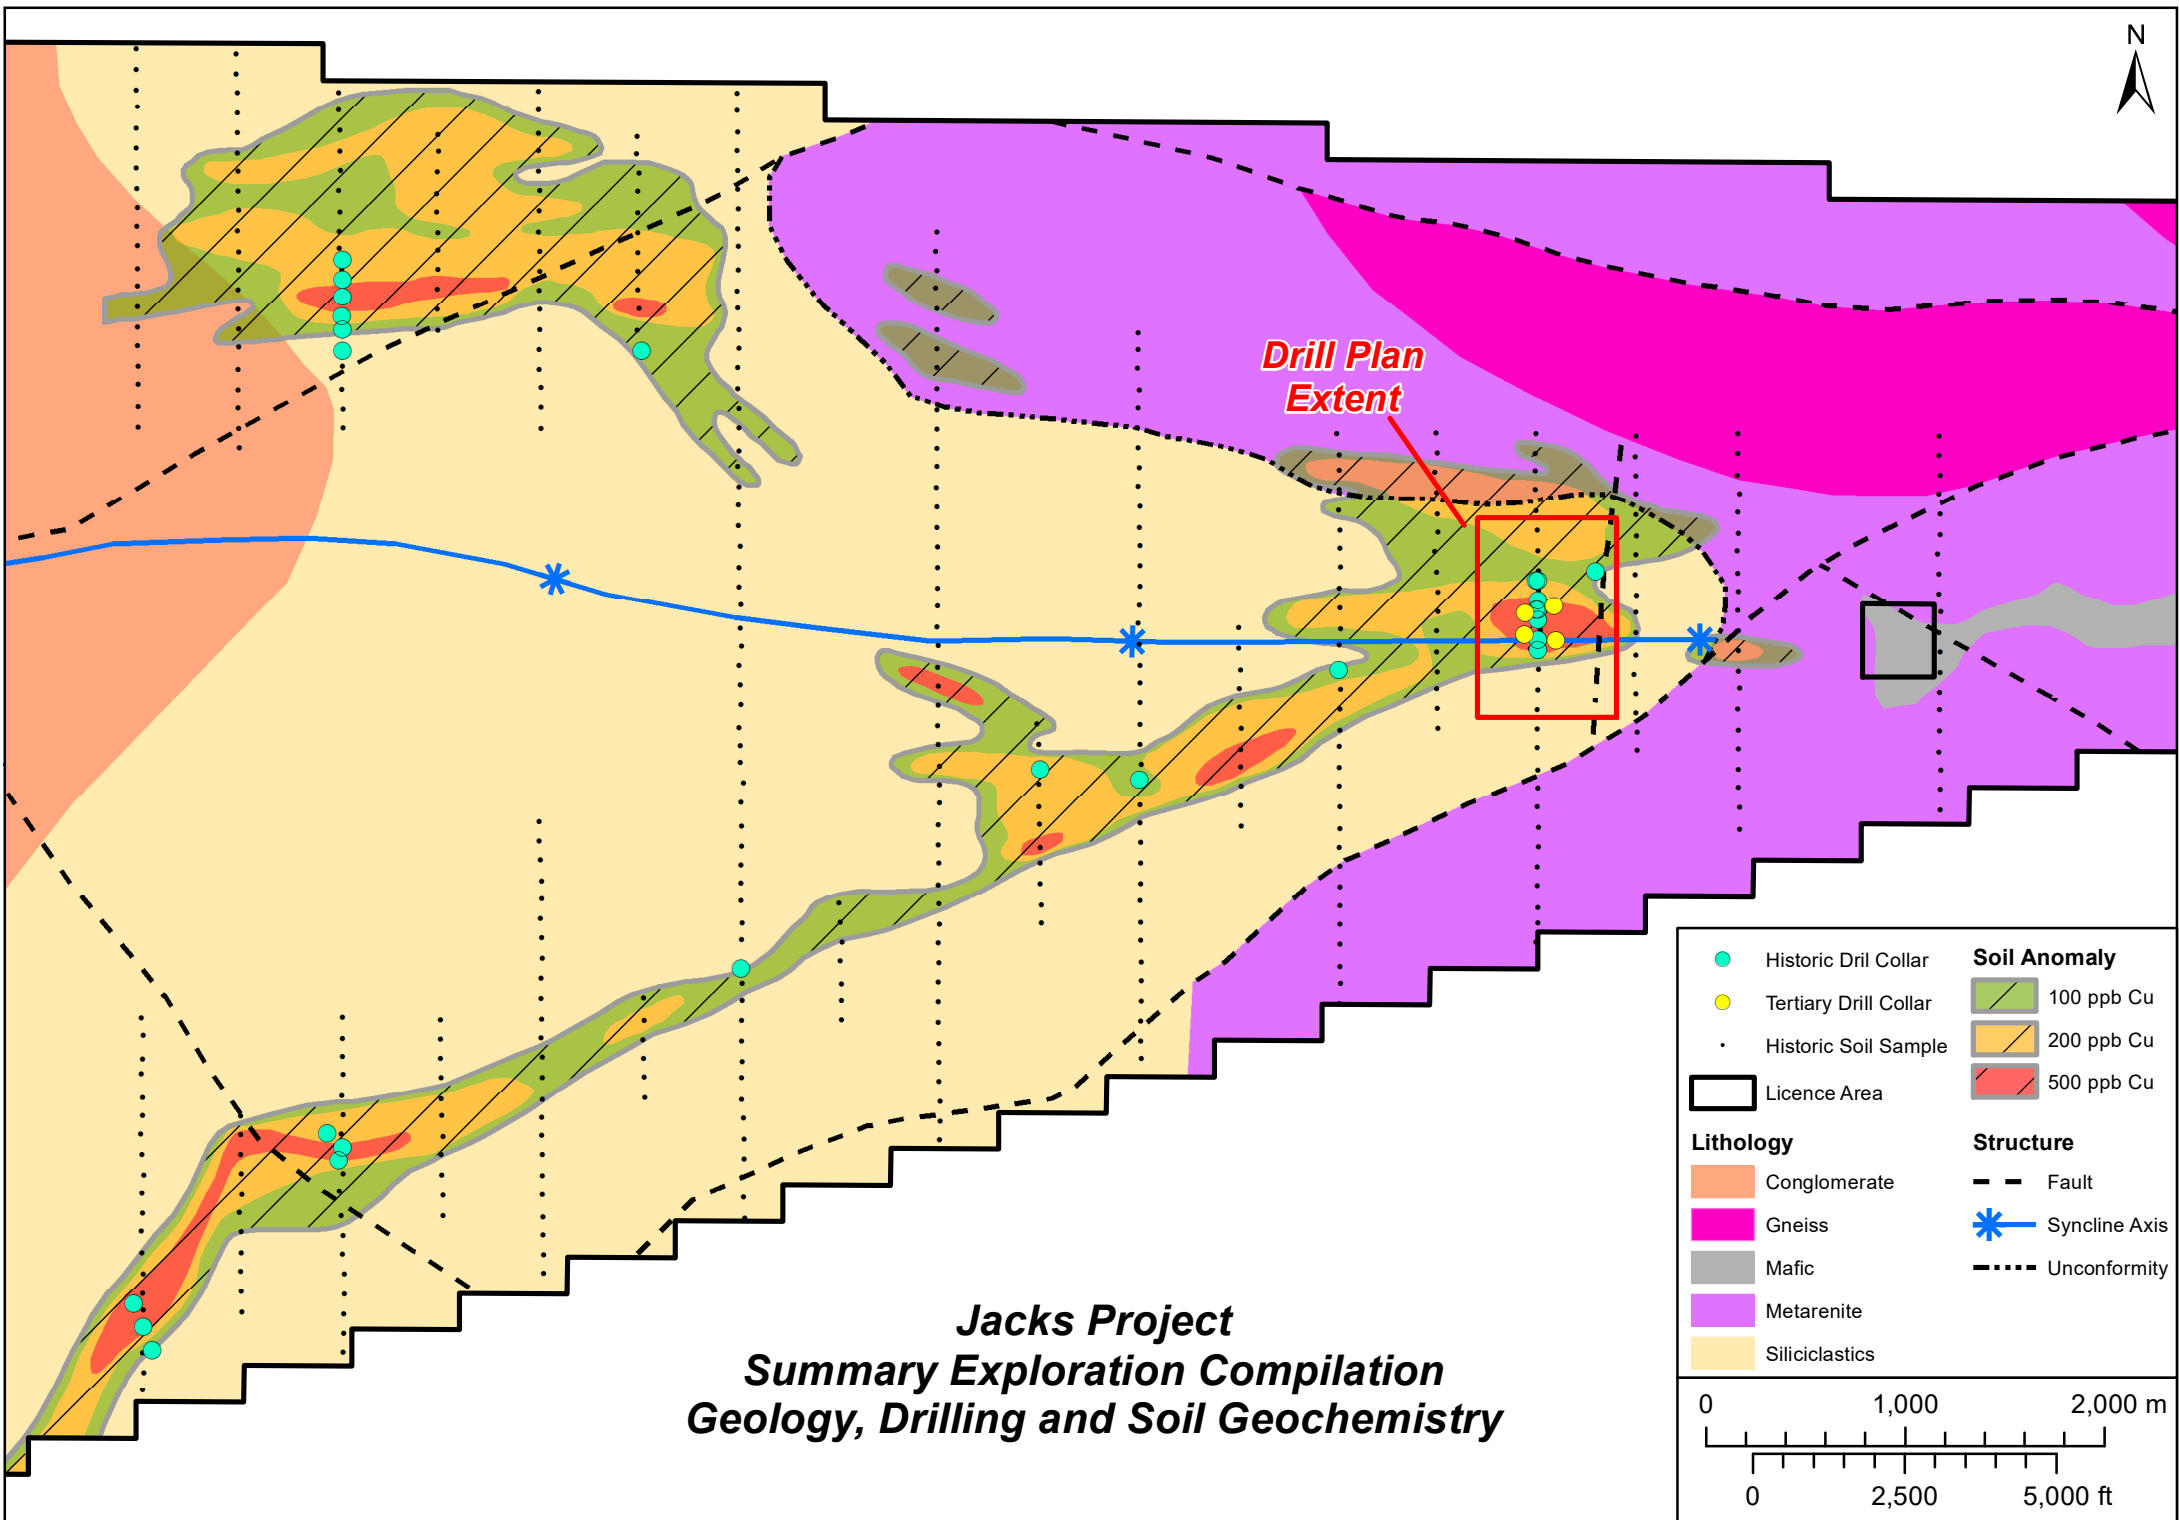 N
Drill Plan
Extent
Historic Dril Collar
Tertiary Drill Collar
Historic Soil Sample
Licence Area
Lithology
Conglomerate
Gneiss
Mafic
Metarenite
Siliciclastics
Soil Anomaly
100 ppb Cu
200 ppb Cu
500 ppb Cu
Structure
Fault
Syncline Axis
Unconformity
Jacks Project
Summary Exploration Compilation
Geology, Drilling and Soil Geochemistry
0 1,000 2,000 m
0 2,500 5,000 ft